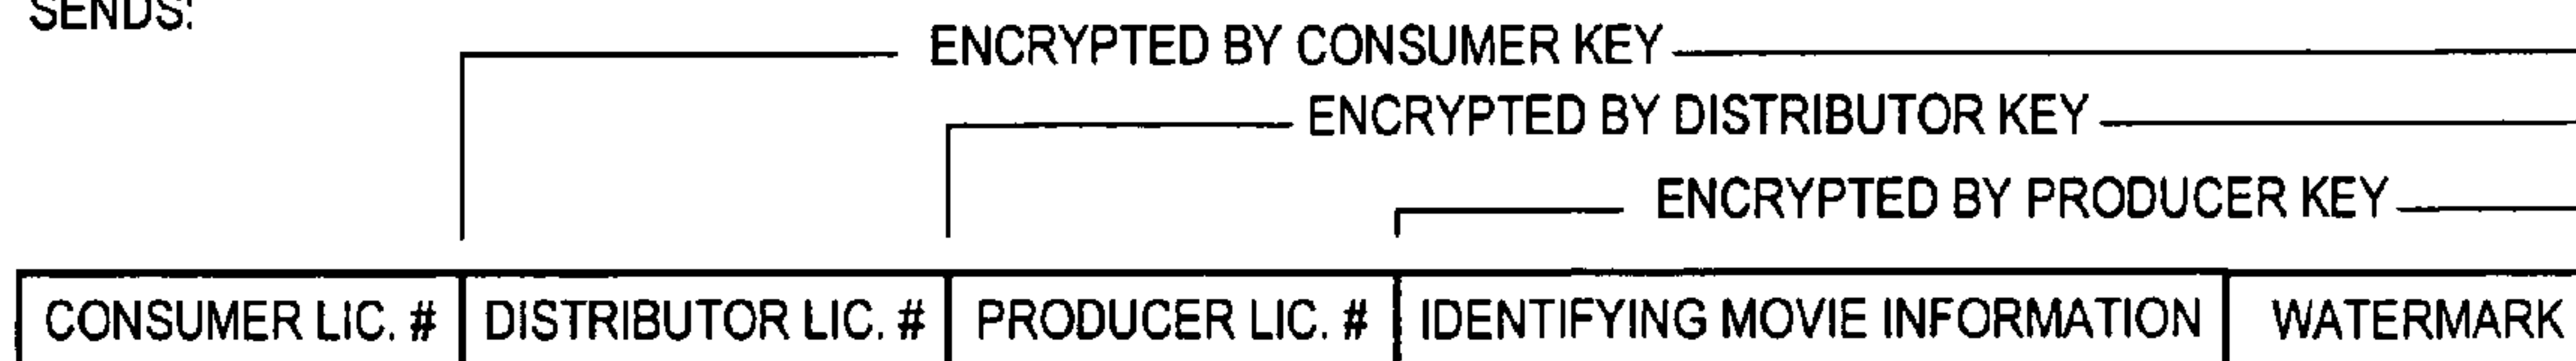 SENDS:
ENCRYPTED BY CONSUMER KEY
ENCRYPTED BY DISTRIBUTOR KEY
ENCRYPTED BY PRODUCER KEY
CONSUMER LIC. # DISTRIBUTOR LIC. # PRODUCER LIC. # IDENTIFYING MOVIE INFORMATION WATERMARK